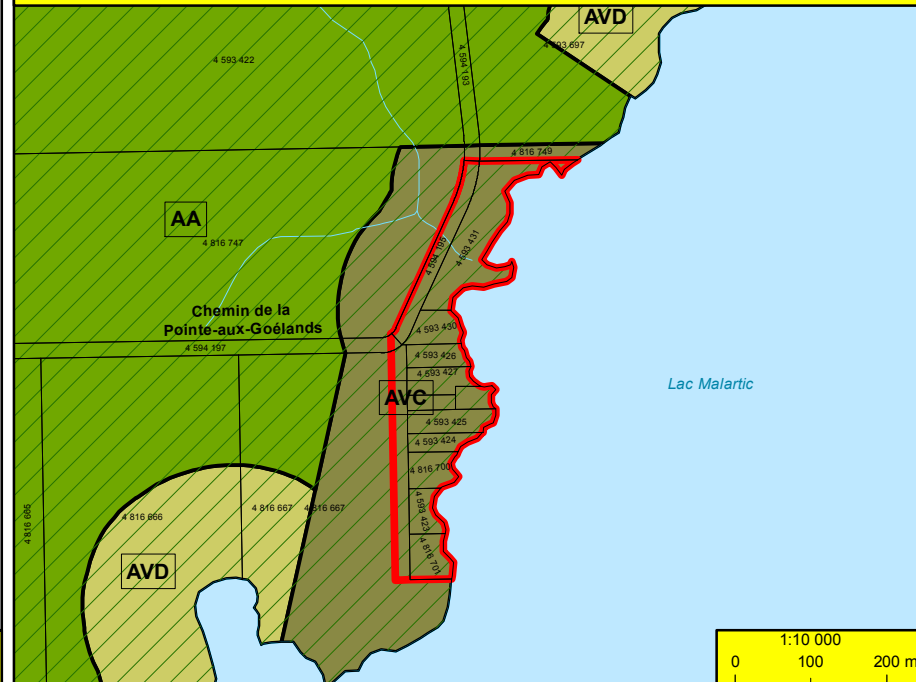 AVD
4 593 697
4 593 422
4 594 193
4 816 749
AA
4 816 747
4 594 195
4 593 431
Chemin de la
Pointe-aux-Goélands
4 594 197
4 593 430
4 593 426
4 593 427
AVC
Lac Malartic
4 593 425
4 593 424
4 816 700
4 816 667
4 816 667
4 593 423
4 816 666
4 816 665
4 816 701
AVD
1:10 000
0 100 200 m